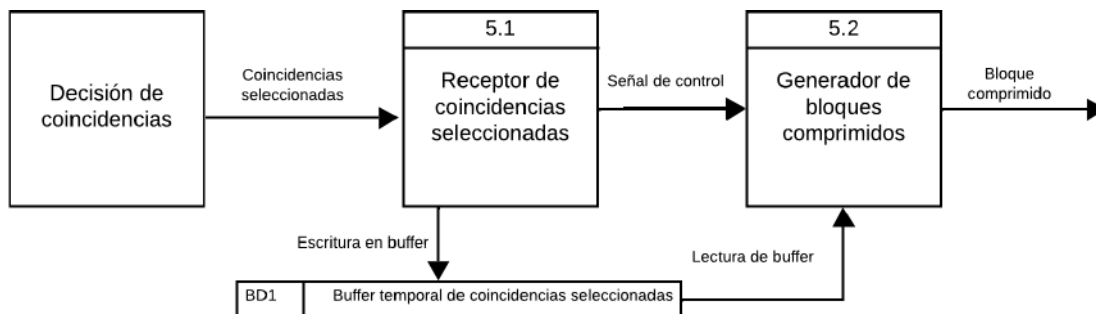 Decisión de
coincidencias
Coincidencias
seleccionadas
5.1
Receptor de
coincidencias
seleccionadas
Señal de control
5.2
Generador de
bloques
comprimidos
Bloque
comprimido
Escritura en buffer
Lectura de buffer
BD1
Buffer temporal de coincidencias seleccionadas